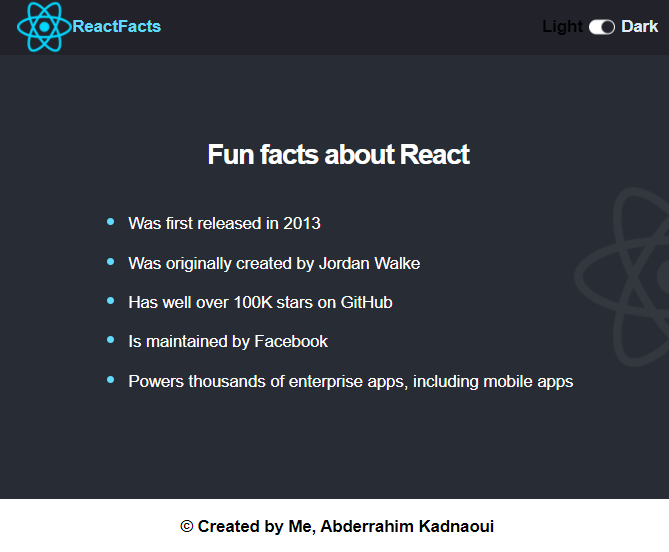 ReactFacts
Light Dark
Fun facts about React
Was first released in 2013
Was originally created by Jordan Walke
Has well over 100K stars on GitHub
Is maintained by Facebook
Powers thousands of enterprise apps, including mobile apps
© Created by Me, Abderrahim Kadnaoui